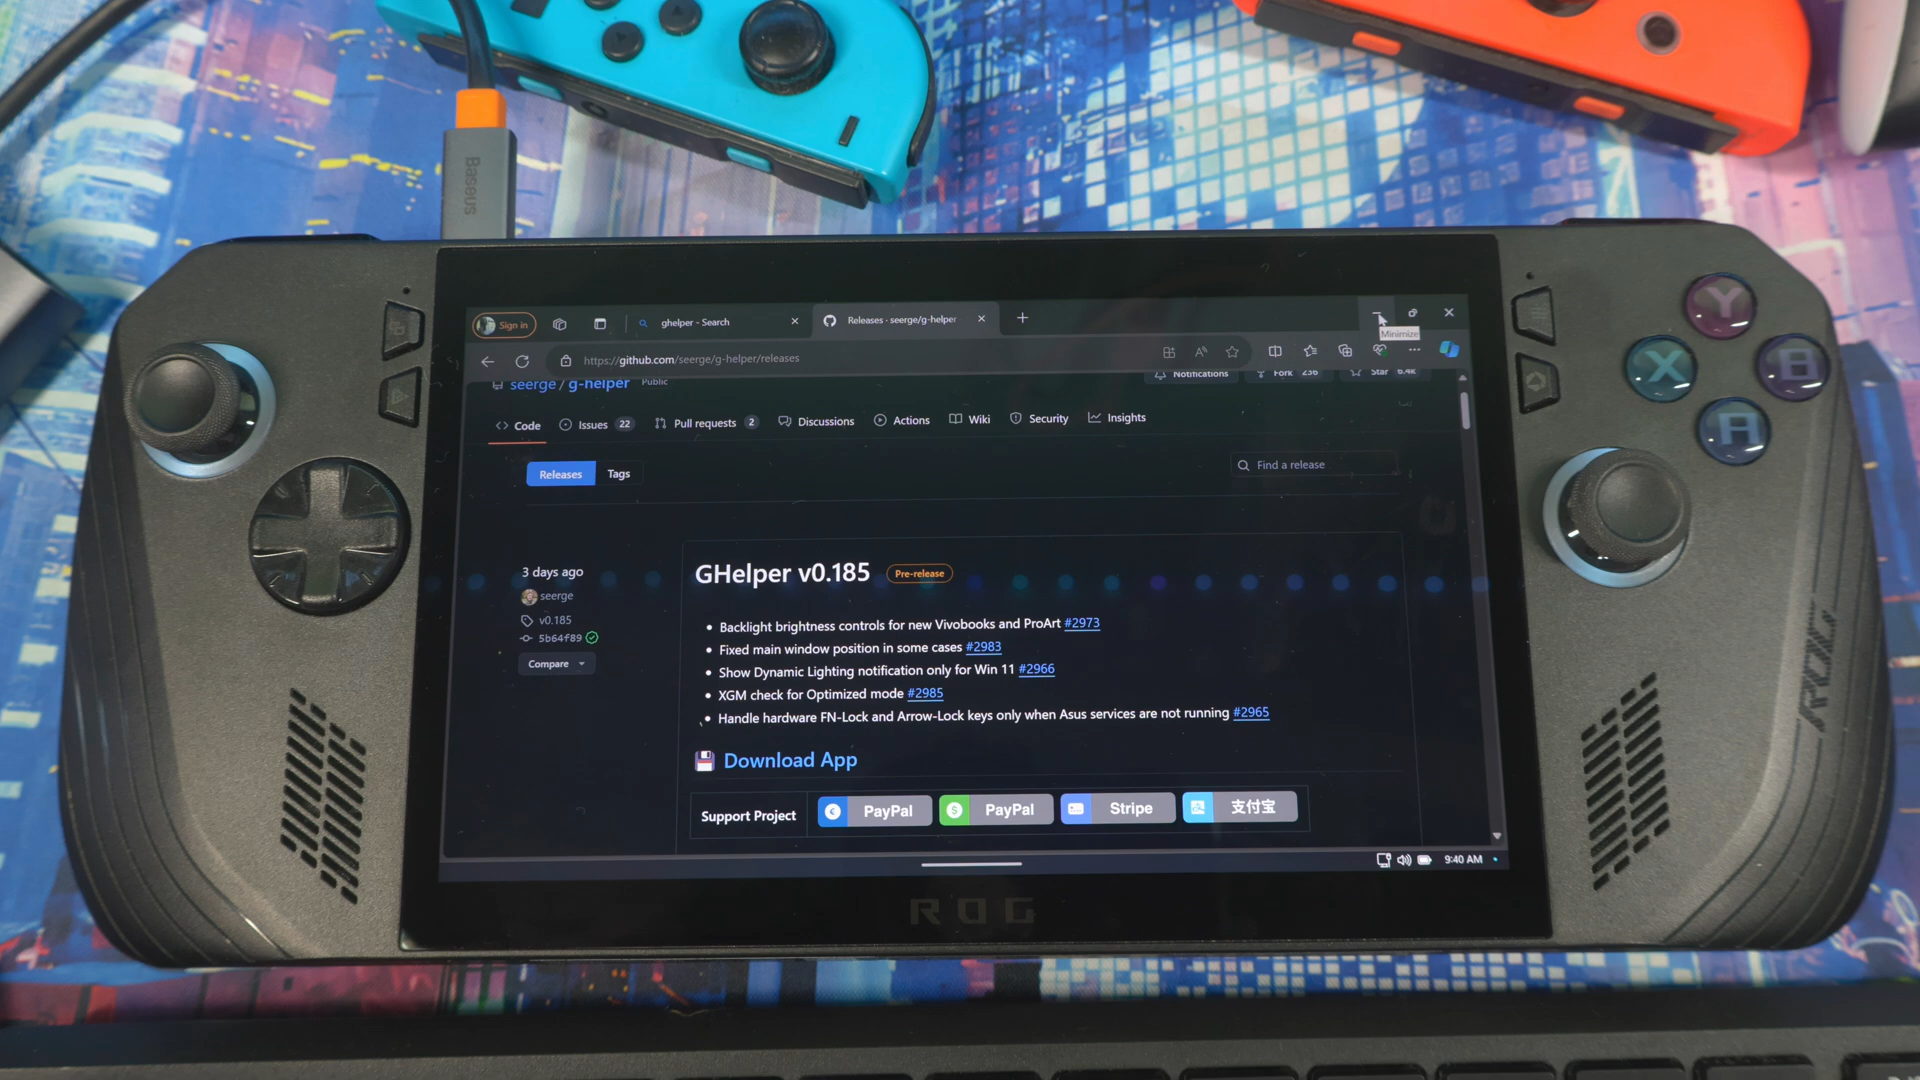 Baseus
Sign in
ghelper - Search
Releases · seerge/g-helper
Minimize
https://github.com/seerge/g-helper/releases
seerge / g-helper Public
Notifications
Fork 236
Star 6.4k
Code
Issues 22
Pull requests 2
Discussions
Actions
Wiki
Security
Insights
Releases
Tags
Find a release
3 days ago
seerge
v0.185
5b64f89
Compare
GHelper v0.185 Pre-release
• Backlight brightness controls for new Vivobooks and ProArt #2973
• Fixed main window position in some cases #2983
• Show Dynamic Lighting notification only for Win 11 #2966
• XGM check for Optimized mode #2985
• Handle hardware FN-Lock and Arrow-Lock keys only when Asus services are not running #2965
Download App
Support Project
€ PayPal
$ PayPal
Stripe
支付宝
9:40 AM
ROG
Y
X
B
A